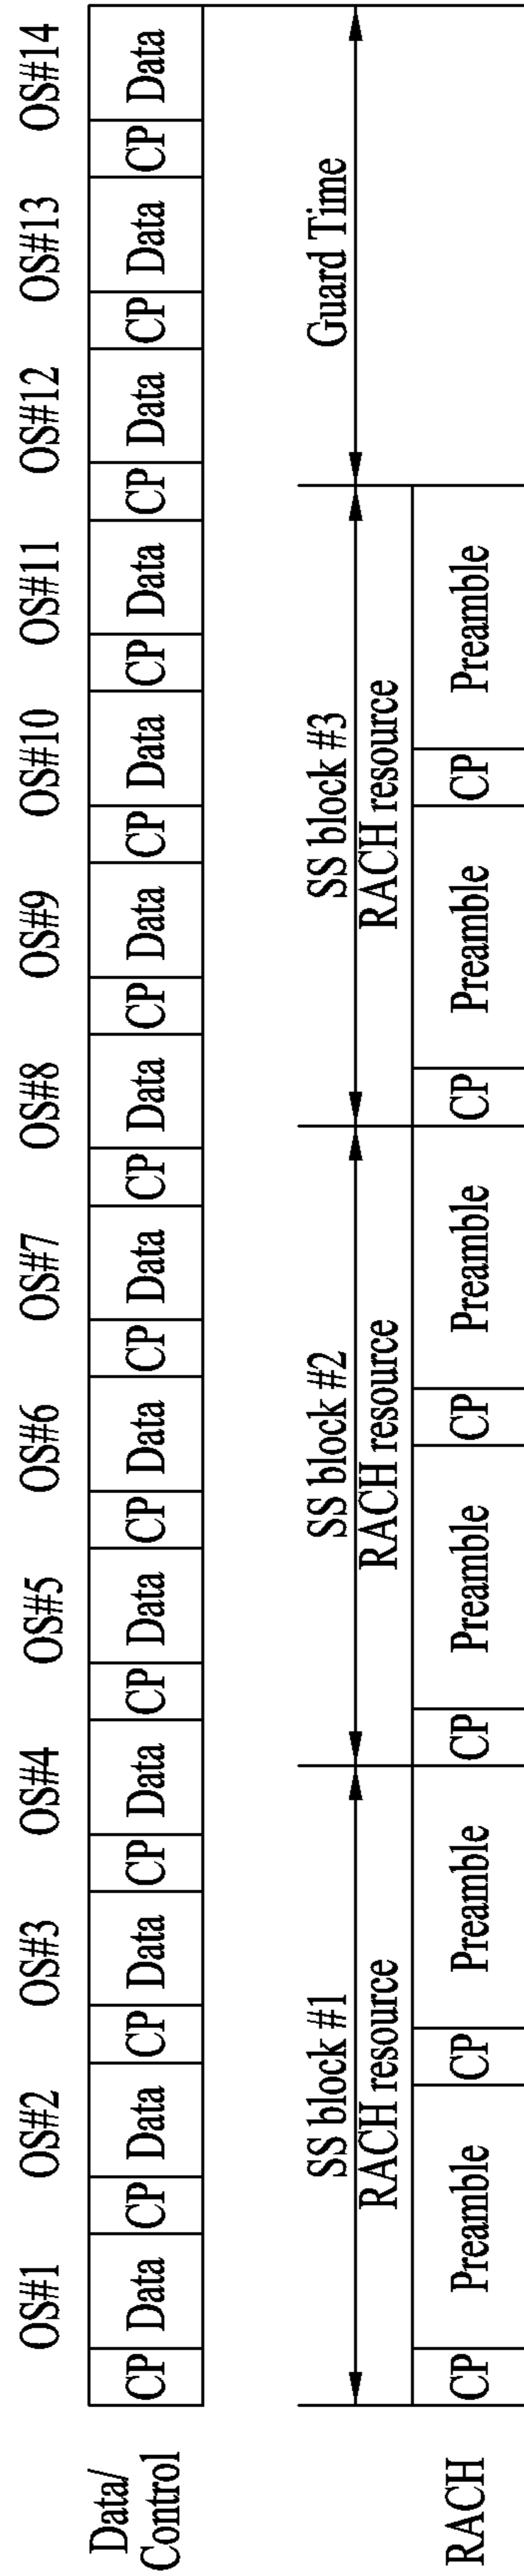 OS#1 OS#2 OS#3 OS#4 OS#5 OS#6 OS#7 OS#8 OS#9 OS#10 OS#11 OS#12 OS#13 OS#14
Data/
Control
CP Data CP Data CP Data CP Data CP Data CP Data CP Data CP Data CP Data CP Data CP Data CP Data CP Data CP Data
SS block #1 SS block #2 SS block #3 Guard Time
RACH resource RACH resource RACH resource
RACH CP Preamble CP Preamble CP Preamble CP Preamble CP Preamble CP Preamble